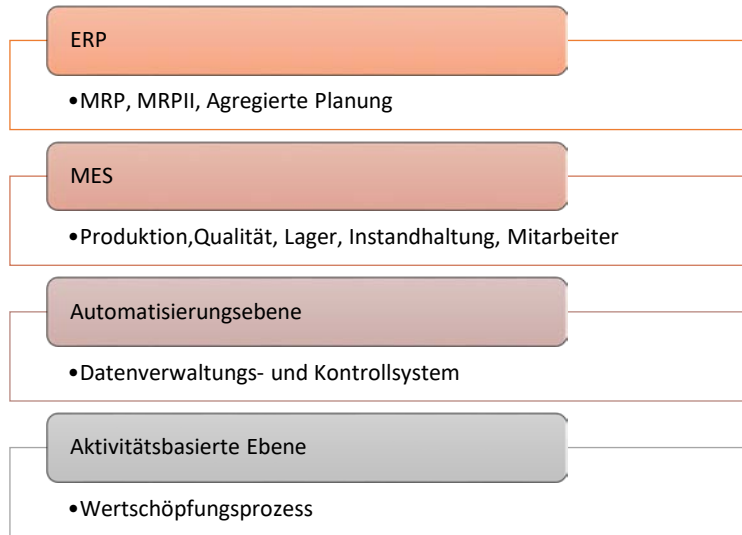 ERP
•MRP, MRPII, Agregierte Planung
MES
•Produktion,Qualität, Lager, Instandhaltung, Mitarbeiter
Automatisierungsebene
•Datenverwaltungs- und Kontrollsystem
Aktivitätsbasierte Ebene
•Wertschöpfungsprozess